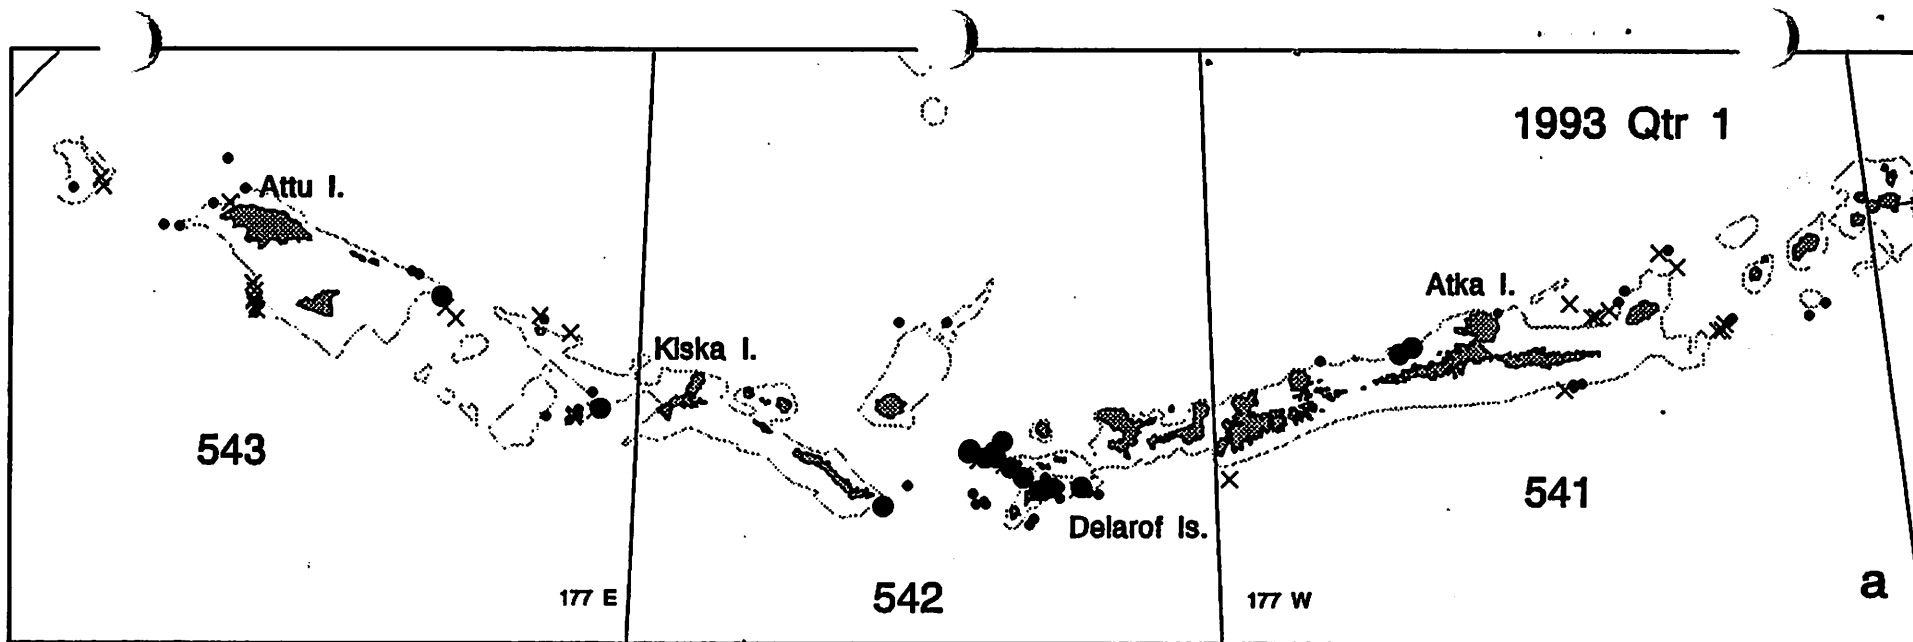 1993 Qtr 1
Attu I.
Atka I.
Kiska I.
543
541
Delarof Is.
177 E
542
177 W
a